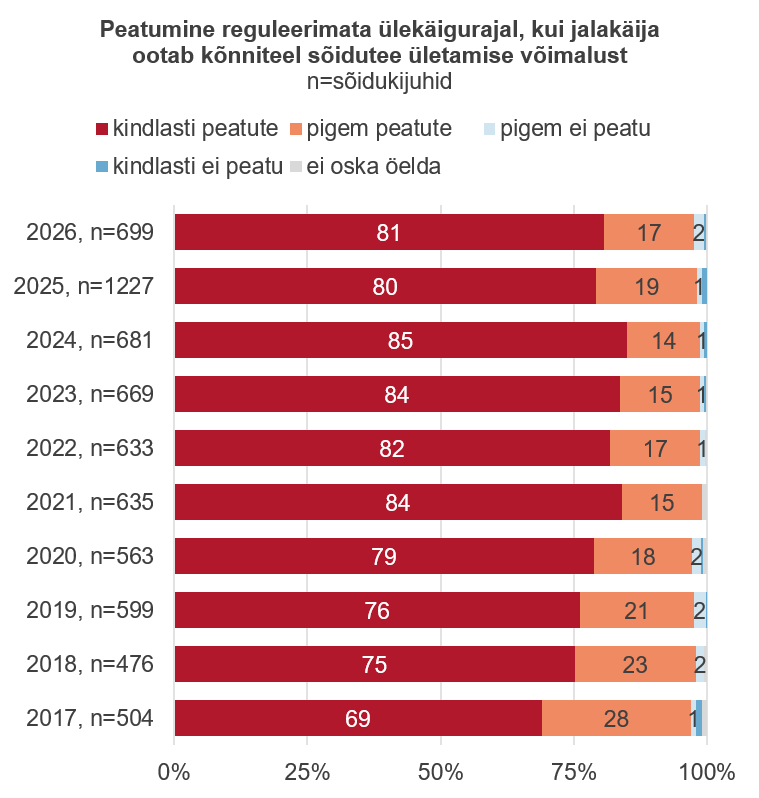 Peatumine reguleerimata ülekäigurajal, kui jalakäija
ootab kõnniteel sõidutee ületamise võimalust
n=sõidukijuhid
kindlasti peatute pigem peatute pigem ei peatu
kindlasti ei peatu ei oska öelda
2026, n=699 81 17 2
2025, n=1227 80 19 1
2024, n=681 85 14 1
2023, n=669 84 15 1
2022, n=633 82 17 1
2021, n=635 84 15
2020, n=563 79 18 2
2019, n=599 76 21 2
2018, n=476 75 23 2
2017, n=504 69 28 1
0% 25% 50% 75% 100%